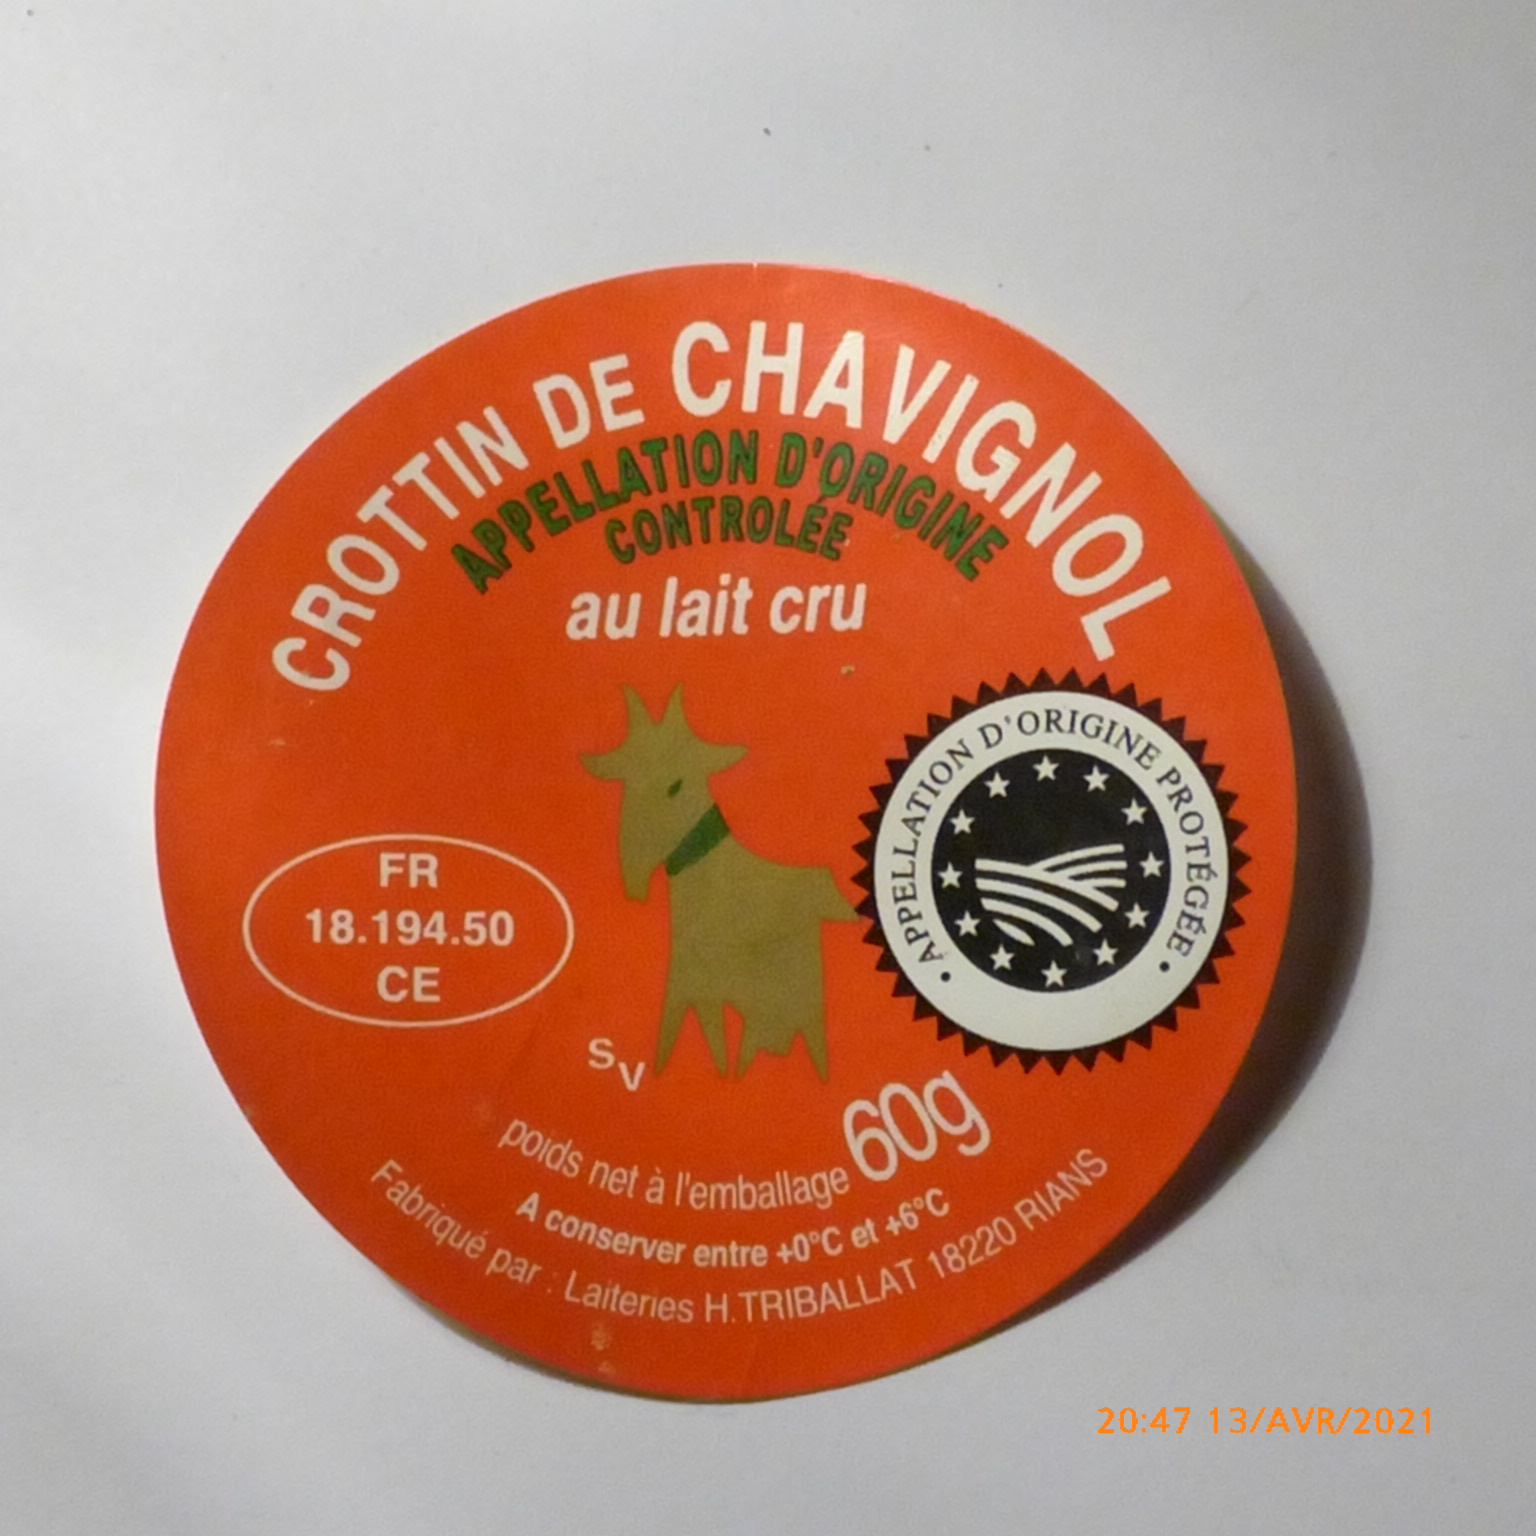 CROTTIN DE CHAVIGNOL
APPELLATION D'ORIGINE
CONTROLÉE
au lait cru
• APPELLATION D'ORIGINE PROTÉGÉE •
FR
18.194.50
CE
S
V
poids net à l'emballage 60g
A conserver entre +0°C et +6°C
Fabriqué par : Laiteries H.TRIBALLAT 18220 RIANS
20:47 13/AVR/2021